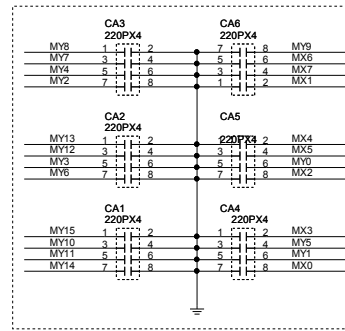 CA3 CA6
220PX4 220PX4
MY8 1 2 7 8 MY9
MY7 3 4 5 6 MX6
MY4 5 6 3 4 MX7
MY2 7 8 1 2 MX1
CA2 CA5
220PX4 220PX4
MY13 1 2 1 2 MX4
MY12 3 4 3 4 MX5
MY3 5 6 5 6 MY0
MY6 7 8 7 8 MX2
CA1 CA4
220PX4 220PX4
MY15 1 2 1 2 MX3
MY10 3 4 3 4 MY5
MY11 5 6 5 6 MY1
MY14 7 8 7 8 MX0